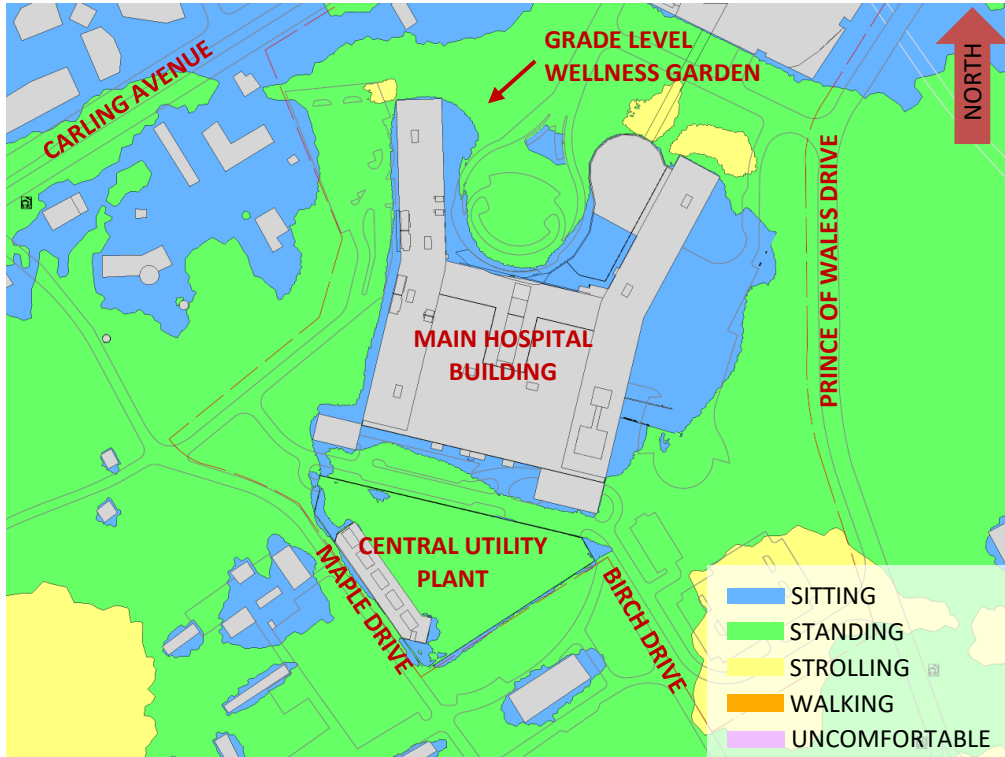 GRADE LEVEL
WELLNESS GARDEN
NORTH
CARLING AVENUE
PRINCE OF WALES DRIVE
MAIN HOSPITAL
BUILDING
CENTRAL UTILITY
PLANT
MAPLE DRIVE
BIRCH DRIVE
SITTING
STANDING
STROLLING
WALKING
UNCOMFORTABLE